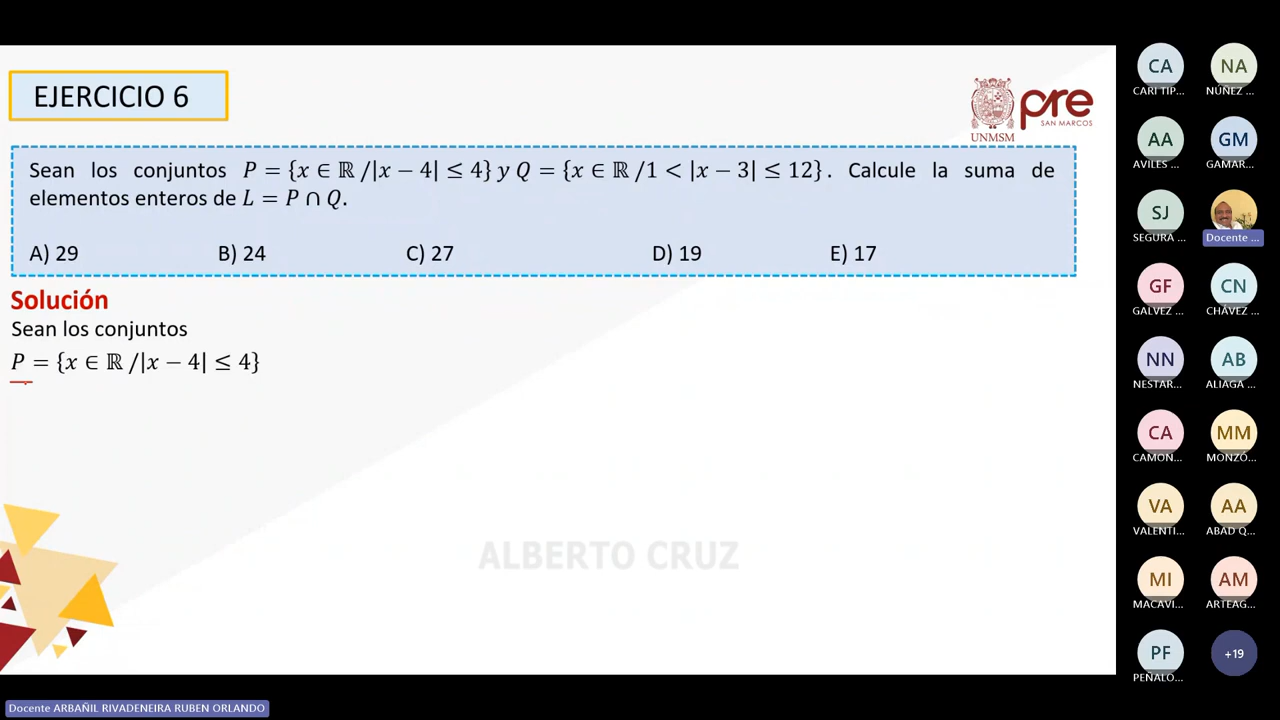 EJERCICIO 6
UNMSM
pre
SAN MARCOS
Sean los conjuntos P = {x ∈ ℝ /|x − 4| ≤ 4} y Q = {x ∈ ℝ /1 < |x − 3| ≤ 12}. Calcule la suma de
elementos enteros de L = P ∩ Q.
A) 29 B) 24 C) 27 D) 19 E) 17
Solución
Sean los conjuntos
P = {x ∈ ℝ /|x − 4| ≤ 4}
ALBERTO CRUZ
CA NA
CARI TIP... NÚÑEZ ...
AA GM
AVILES ... GAMAR...
SJ
SEGURA ... Docente ...
GF CN
GALVEZ ... CHÁVEZ ...
NN AB
NESTAR... ALIAGA ...
CA MM
CAMON... MONZÓ...
VA AA
VALENTI... ABAD Q...
MI AM
MACAVI... ARTEAG...
PF +19
PEÑALO...
Docente ARBAÑIL RIVADENEIRA RUBEN ORLANDO